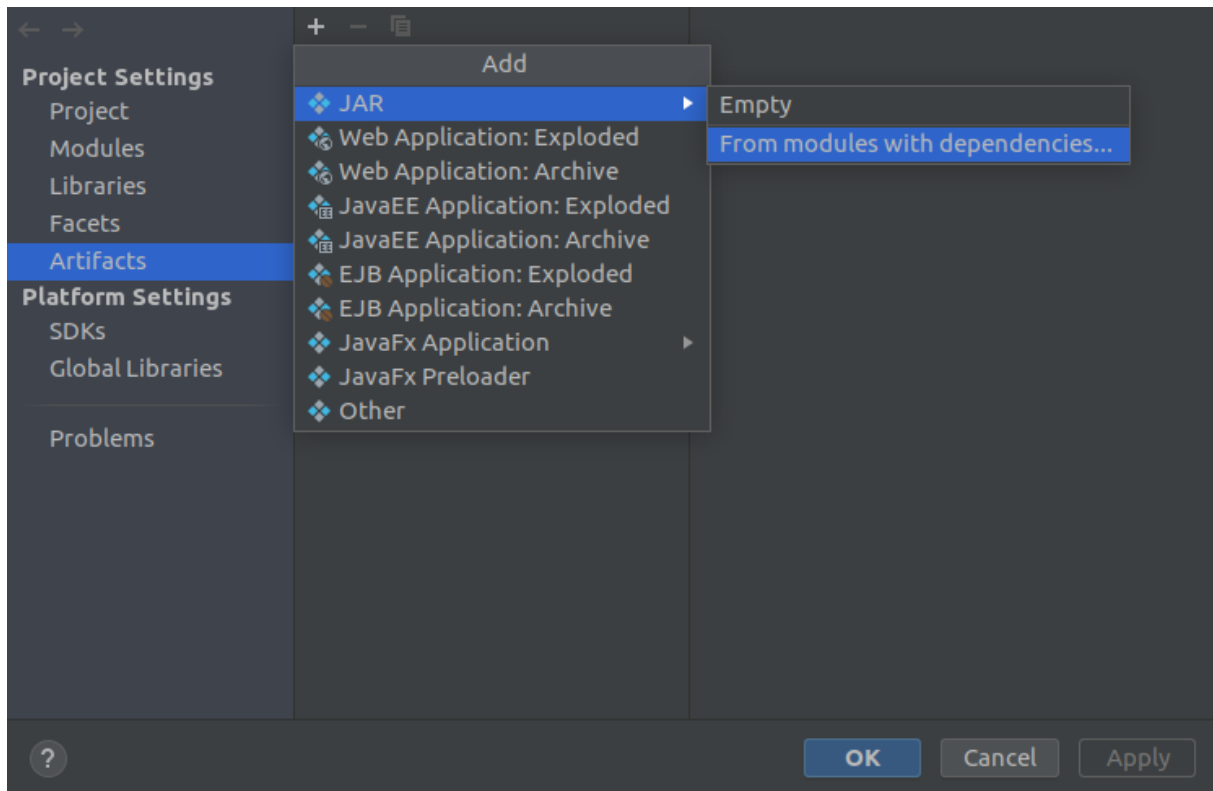 Project Settings
Project
Modules
Libraries
Facets
Artifacts
Platform Settings
SDKs
Global Libraries
Problems
Add
JAR
Web Application: Exploded
Web Application: Archive
JavaEE Application: Exploded
JavaEE Application: Archive
EJB Application: Exploded
EJB Application: Archive
JavaFx Application
JavaFx Preloader
Other
Empty
From modules with dependencies...
?
OK
Cancel
Apply